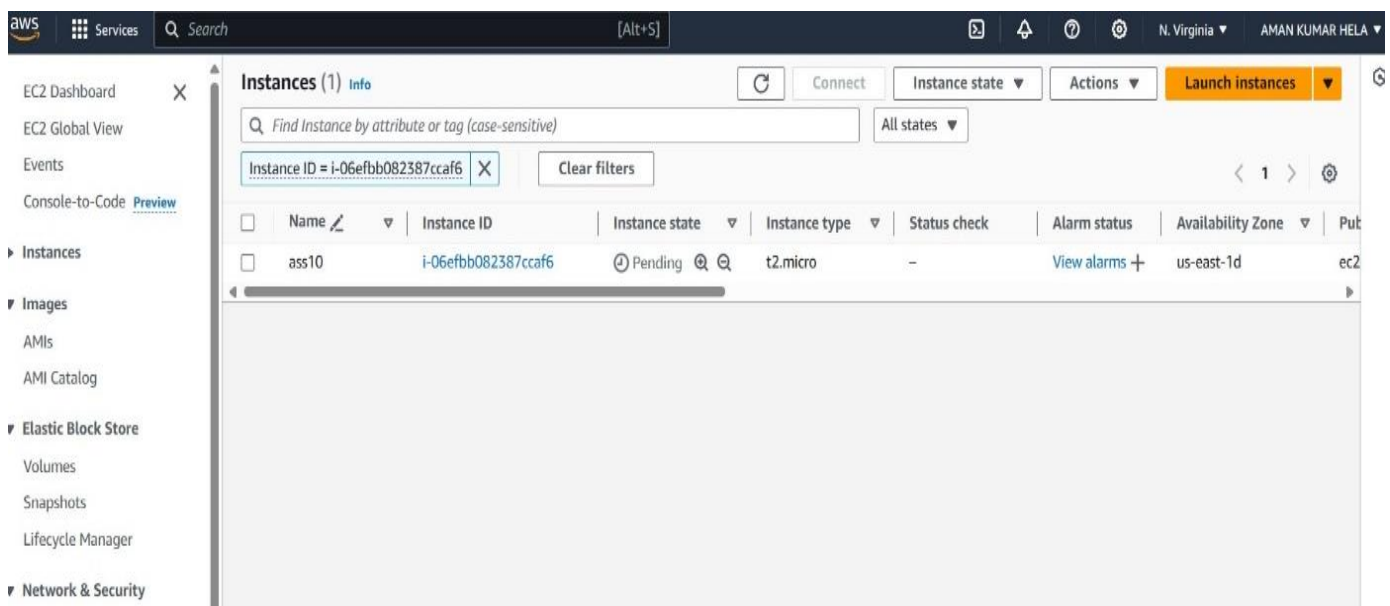 aws Services Search [Alt+S] N. Virginia AMAN KUMAR HELA
EC2 Dashboard
EC2 Global View
Events
Console-to-Code Preview
Instances
Images
AMIs
AMI Catalog
Elastic Block Store
Volumes
Snapshots
Lifecycle Manager
Network & Security
Instances (1) Info Connect Instance state Actions Launch instances
Find Instance by attribute or tag (case-sensitive) All states
Instance ID = i-06efbb082387ccaf6 Clear filters 1
Name Instance ID Instance state Instance type Status check Alarm status Availability Zone Pub
ass10 i-06efbb082387ccaf6 Pending t2.micro – View alarms + us-east-1d ec2